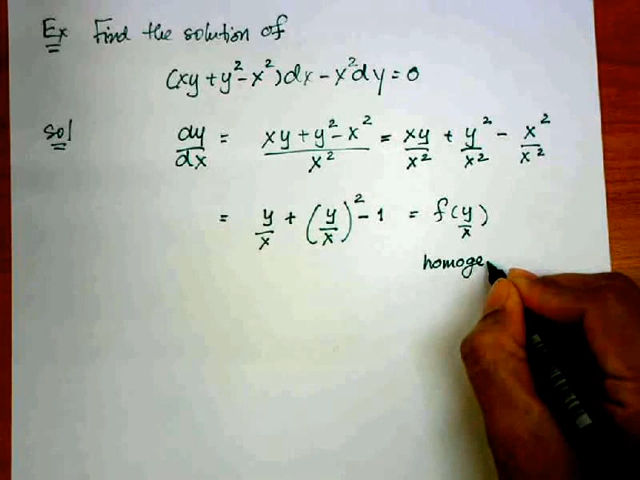 Ex Find the solution of
(xy + y² - x²)dx - x²dy = 0
Sol dy/dx = (xy + y² - x²)/x² = xy/x² + y²/x² - x²/x²
= y/x + (y/x)² - 1 = f(y/x)
homoge